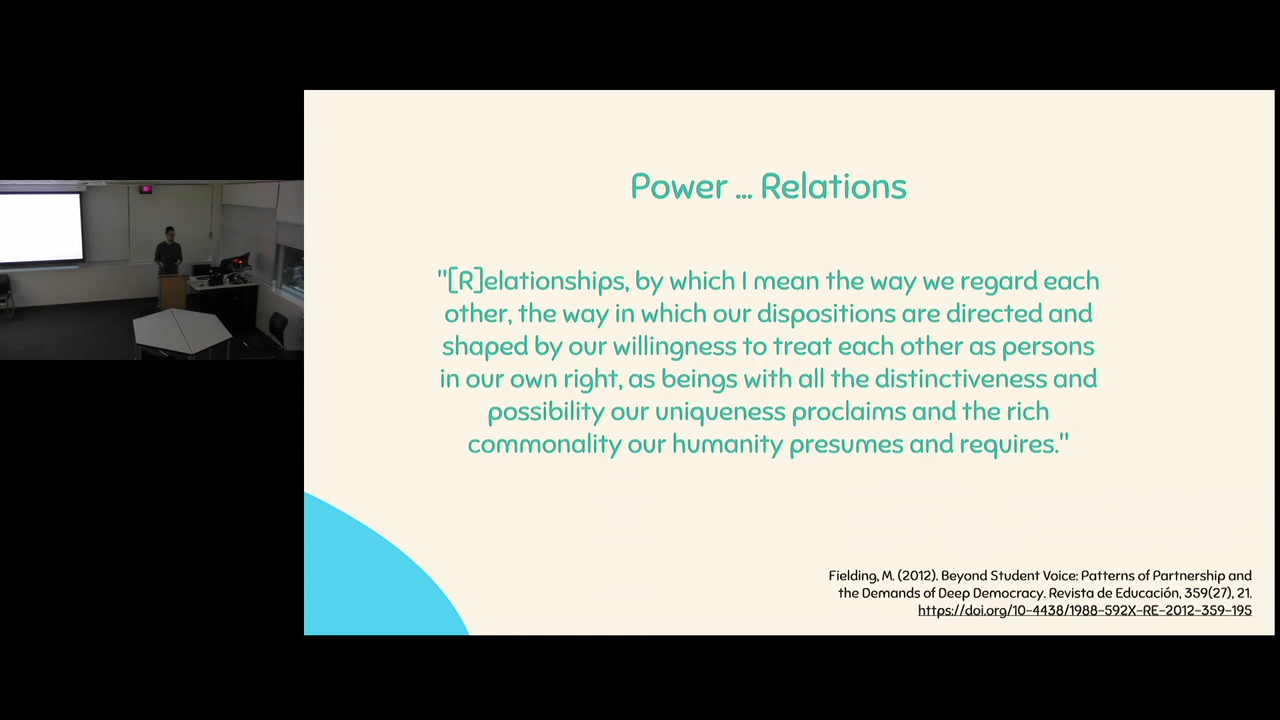 Power ... Relations
"[R]elationships, by which I mean the way we regard each
other, the way in which our dispositions are directed and
shaped by our willingness to treat each other as persons
in our own right, as beings with all the distinctiveness and
possibility our uniqueness proclaims and the rich
commonality our humanity presumes and requires."
Fielding, M. (2012). Beyond Student Voice: Patterns of Partnership and
the Demands of Deep Democracy. Revista de Educación, 359(27), 21.
https://doi.org/10-4438/1988-592X-RE-2012-359-195